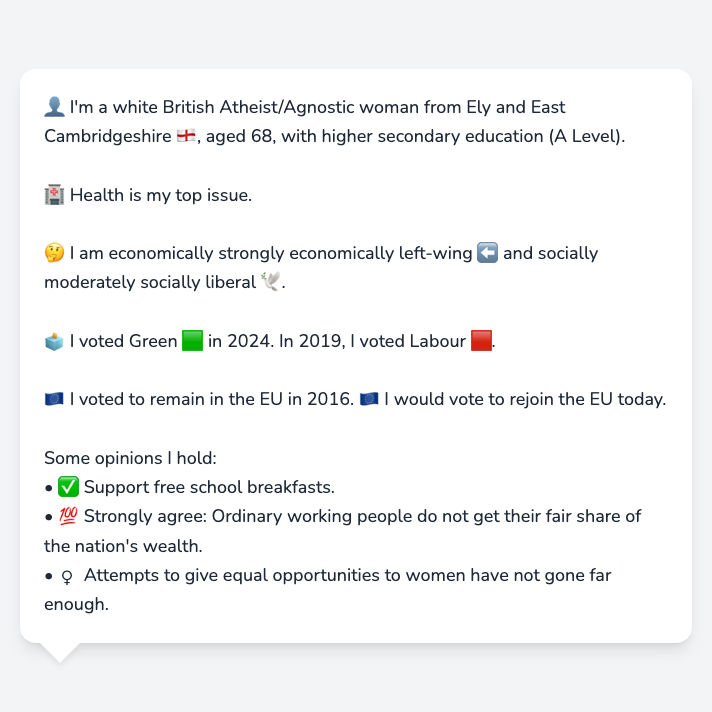 👤 I'm a white British Atheist/Agnostic woman from Ely and East
Cambridgeshire 🏴󠁧󠁢󠁥󠁮󠁧󠁿, aged 68, with higher secondary education (A Level).
🏥 Health is my top issue.
🤔 I am economically strongly economically left-wing ⬅️ and socially
moderately socially liberal 🕊️.
🗳️ I voted Green 🟩 in 2024. In 2019, I voted Labour 🟥.
🇪🇺 I voted to remain in the EU in 2016. 🇪🇺 I would vote to rejoin the EU today.
Some opinions I hold:
• ✅ Support free school breakfasts.
• 💯 Strongly agree: Ordinary working people do not get their fair share of
the nation's wealth.
• ♀ Attempts to give equal opportunities to women have not gone far
enough.